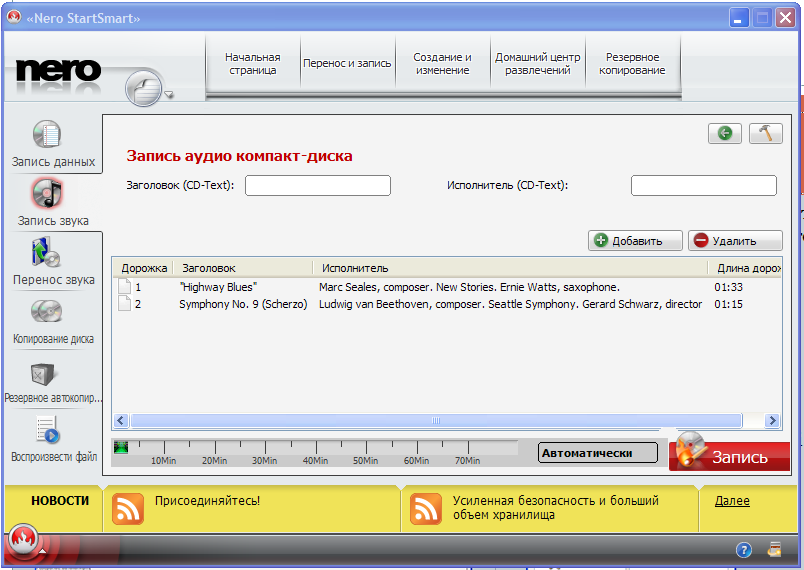 «Nero StartSmart»
nero
Начальная страница
Перенос и запись
Создание и изменение
Домашний центр развлечений
Резервное копирование
Запись данных
Запись звука
Перенос звука
Копирование диска
Резервное автокопир...
Воспроизвести файл
Запись аудио компакт-диска
Заголовок (CD-Text):
Исполнитель (CD-Text):
Добавить
Удалить
Дорожка Заголовок Исполнитель Длина дорож
1 "Highway Blues" Marc Seales, composer. New Stories. Ernie Watts, saxophone. 01:33
2 Symphony No. 9 (Scherzo) Ludwig van Beethoven, composer. Seattle Symphony. Gerard Schwarz, director 01:15
10Min 20Min 30Min 40Min 50Min 60Min 70Min
Автоматически
Запись
НОВОСТИ
Присоединяйтесь!
Усиленная безопасность и больший
объем хранилища
Далее